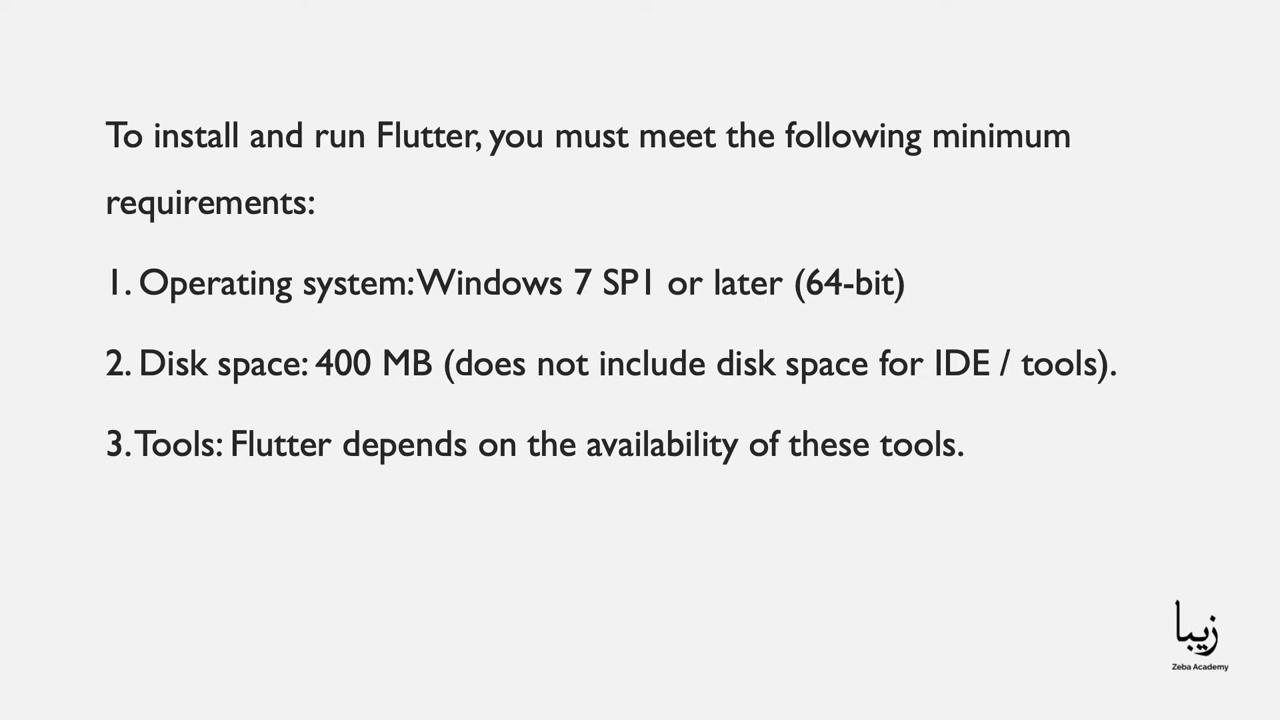 To install and run Flutter, you must meet the following minimum
requirements:
1. Operating system: Windows 7 SP1 or later (64-bit)
2. Disk space: 400 MB (does not include disk space for IDE / tools).
3. Tools: Flutter depends on the availability of these tools.
زيبا
Zeba Academy